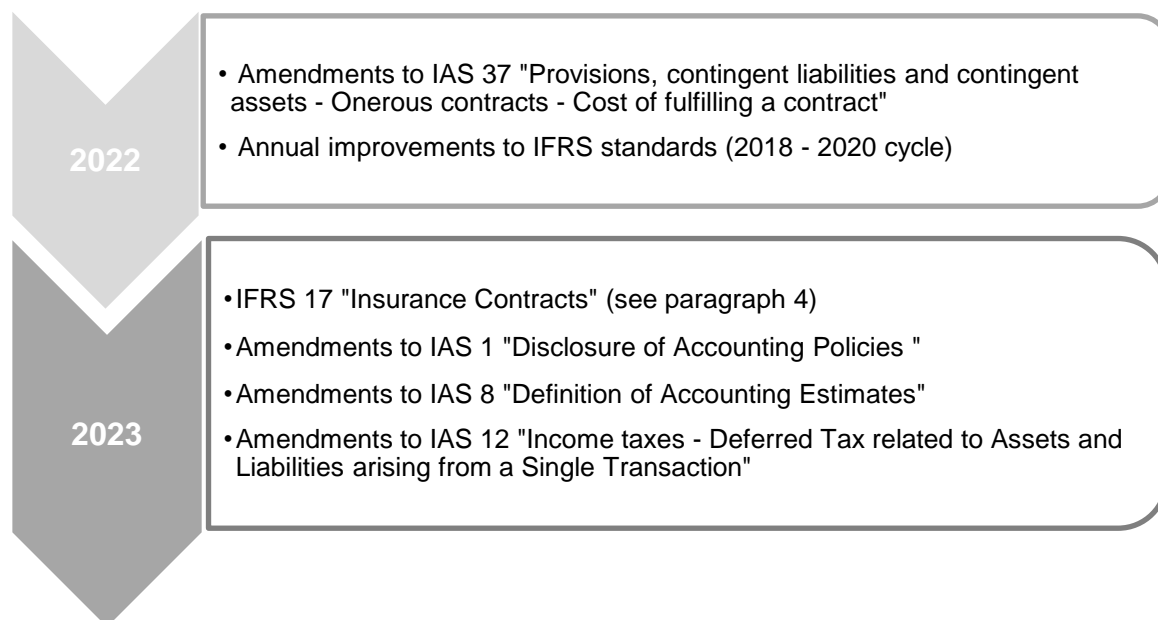 2022
• Amendments to IAS 37 "Provisions, contingent liabilities and contingent
assets - Onerous contracts - Cost of fulfilling a contract"
• Annual improvements to IFRS standards (2018 - 2020 cycle)
2023
•IFRS 17 "Insurance Contracts" (see paragraph 4)
•Amendments to IAS 1 "Disclosure of Accounting Policies "
•Amendments to IAS 8 "Definition of Accounting Estimates"
•Amendments to IAS 12 "Income taxes - Deferred Tax related to Assets and
Liabilities arising from a Single Transaction"